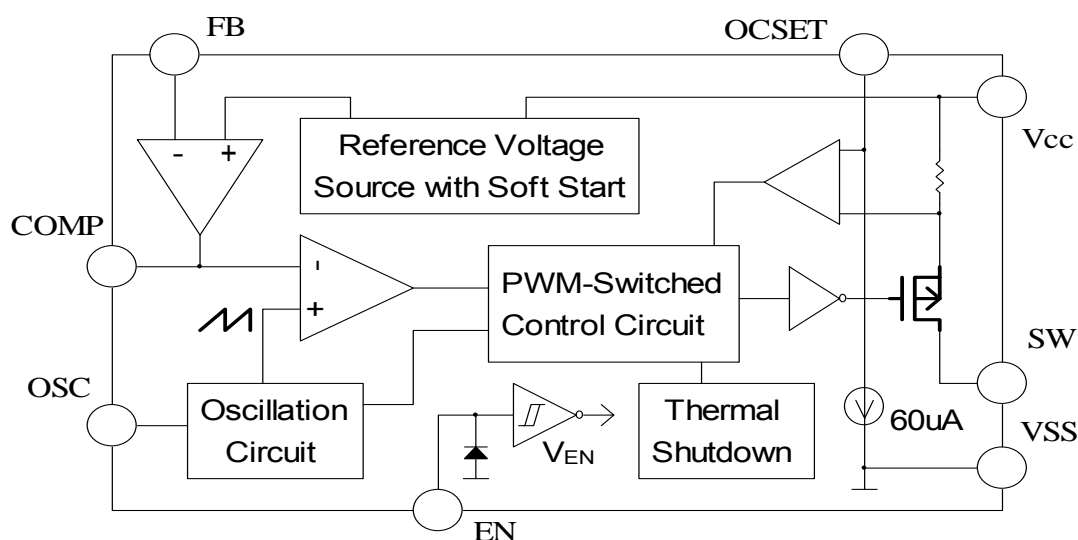 FB
OCSET
Vcc
- +
Reference Voltage
Source with Soft Start
COMP
-
+
PWM-Switched
Control Circuit
SW
OSC
Oscillation
Circuit
VEN
Thermal
Shutdown
60uA
VSS
EN